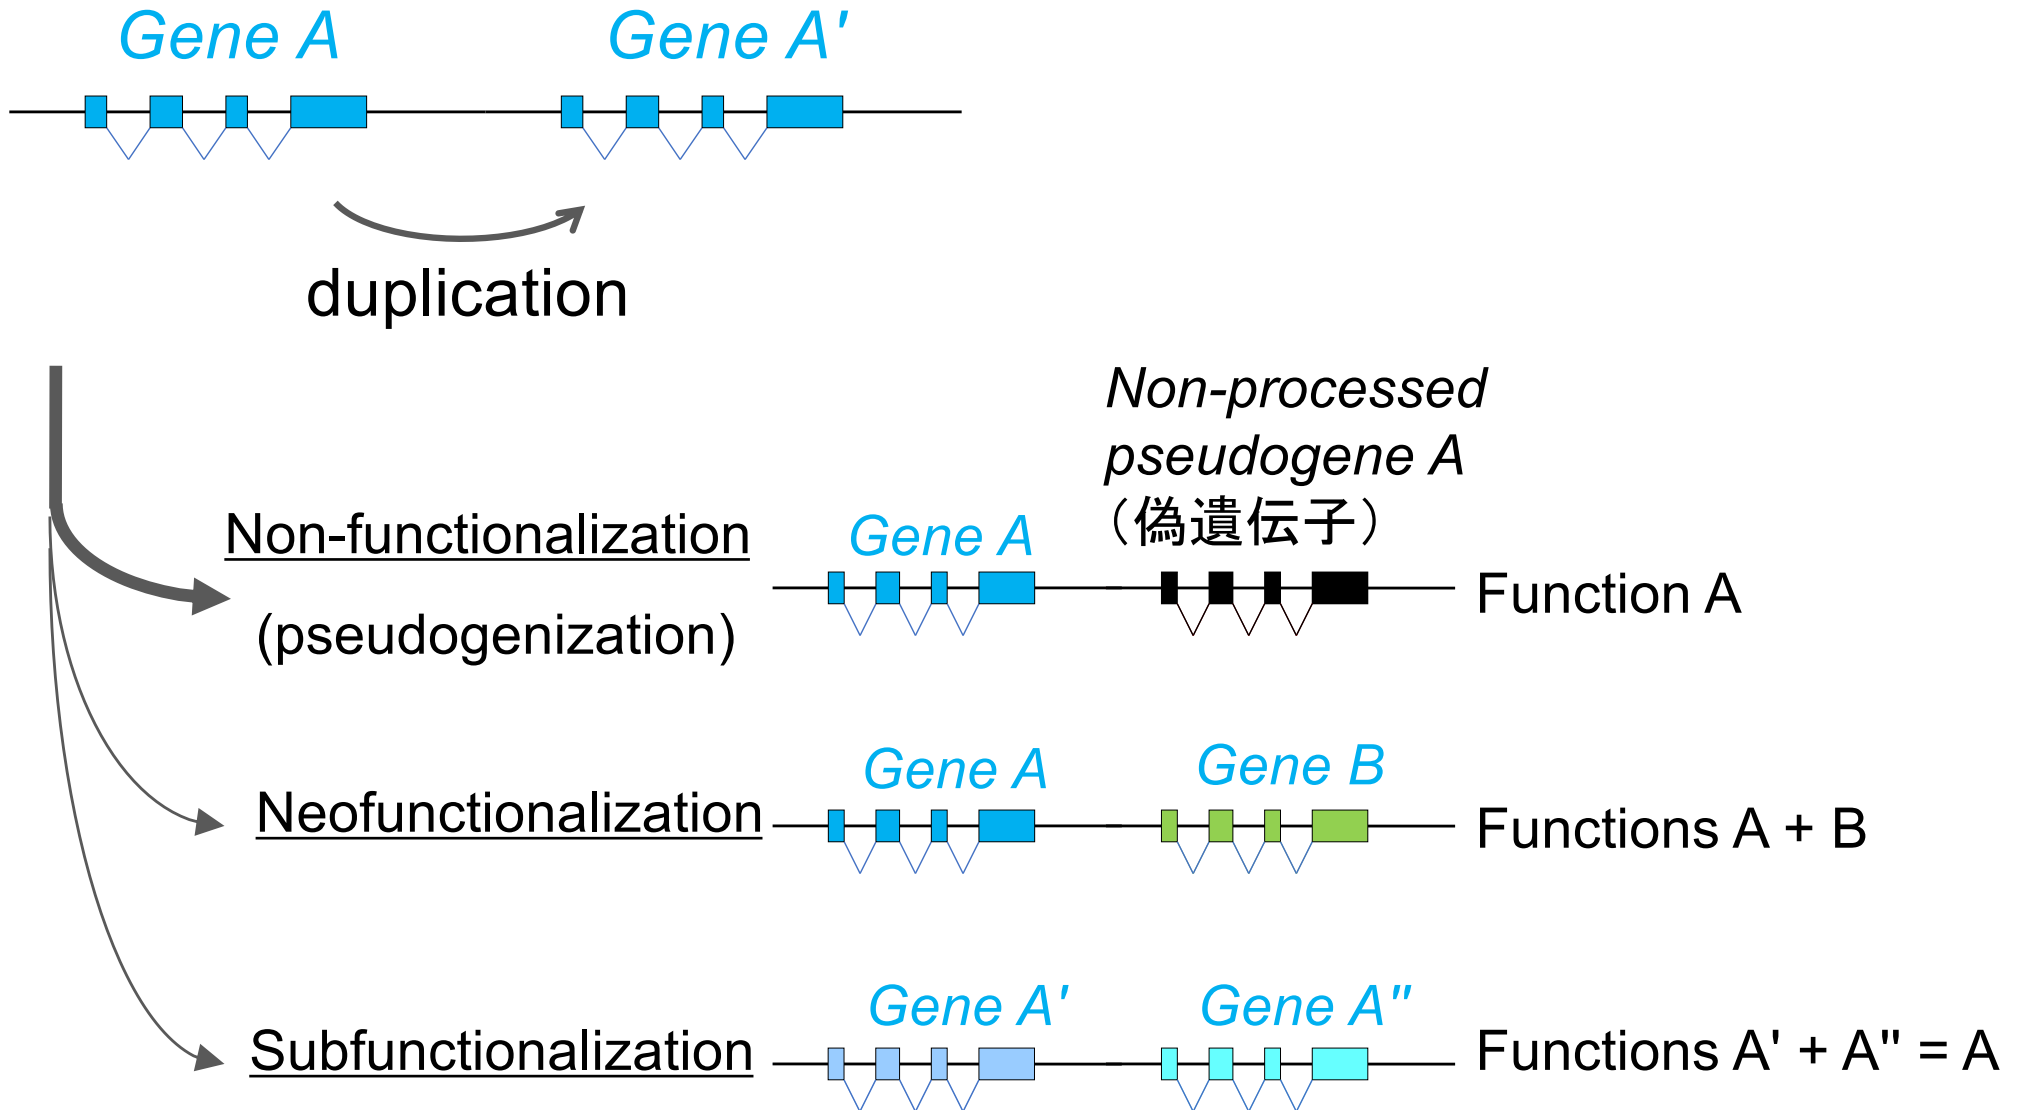 Gene A
Gene A'
duplication
Non-processed
pseudogene A
（偽遺伝子）
Non-functionalization
(pseudogenization)
Gene A
Function A
Neofunctionalization
Gene A
Gene B
Functions A + B
Subfunctionalization
Gene A'
Gene A"
Functions A' + A" = A